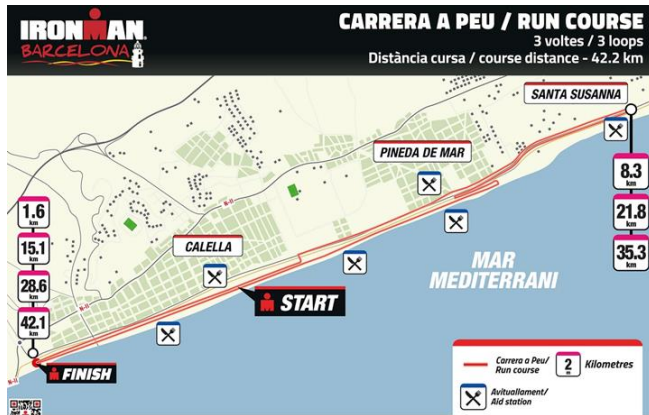 IRONMAN
BARCELONA
CARRERA A PEU / RUN COURSE
3 voltes / 3 loops
Distància cursa / course distance - 42.2 km
SANTA SUSANNA
PINEDA DE MAR
8.3
km
21.8
km
35.3
km
1.6
km
15.1
km
28.6
km
42.1
km
N-II
CALELLA
N-II
N-II
START
MAR
MEDITERRANI
FINISH
Carrera a Peu/
Run course
2
Kilometres
Avituallament/
Aid station